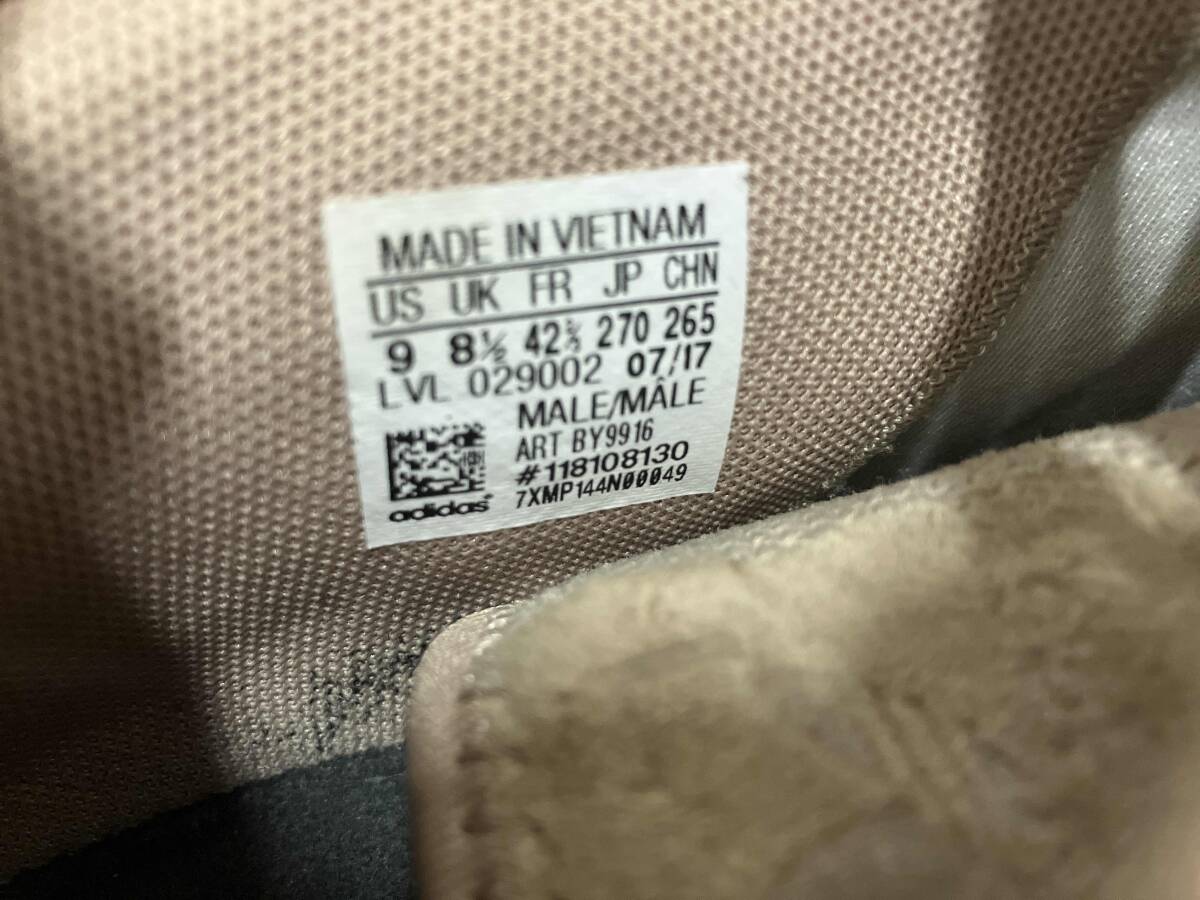 MADE IN VIETNAM
US UK FR JP CHN
9 8½ 42⅔ 270 265
LVL 029002 07/17
MALE/MÂLE
ART BY9916
#118108130
7XMP144N00049
adidas